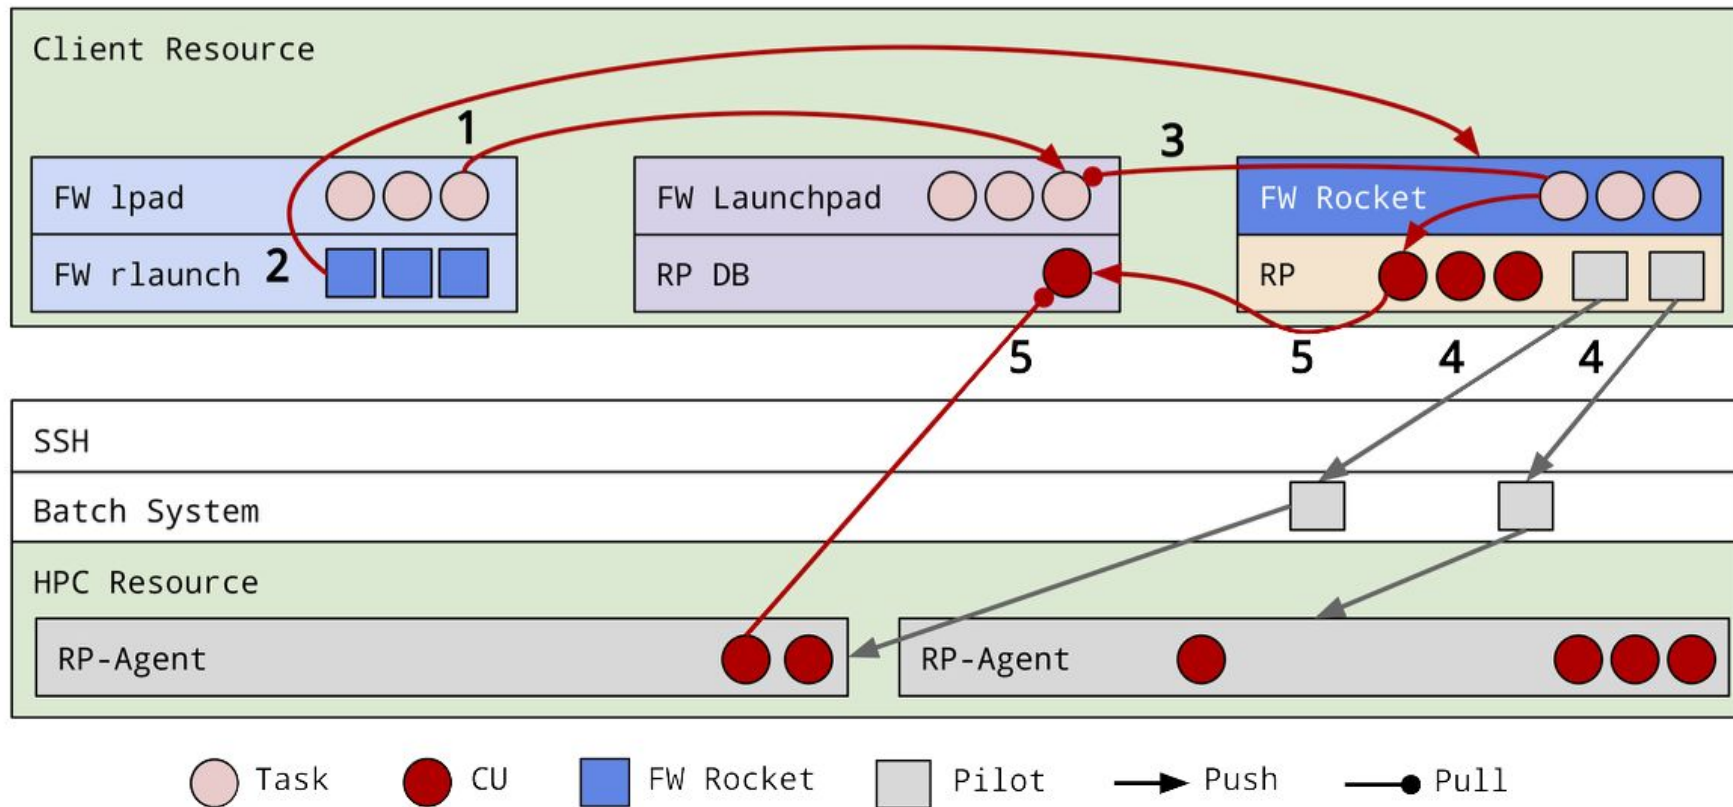 Client Resource
1
3
FW lpad
FW Launchpad
FW Rocket
FW rlaunch
2
RP DB
RP
5
5
4
4
SSH
Batch System
HPC Resource
RP-Agent
RP-Agent
Task
CU
FW Rocket
Pilot
Push
Pull